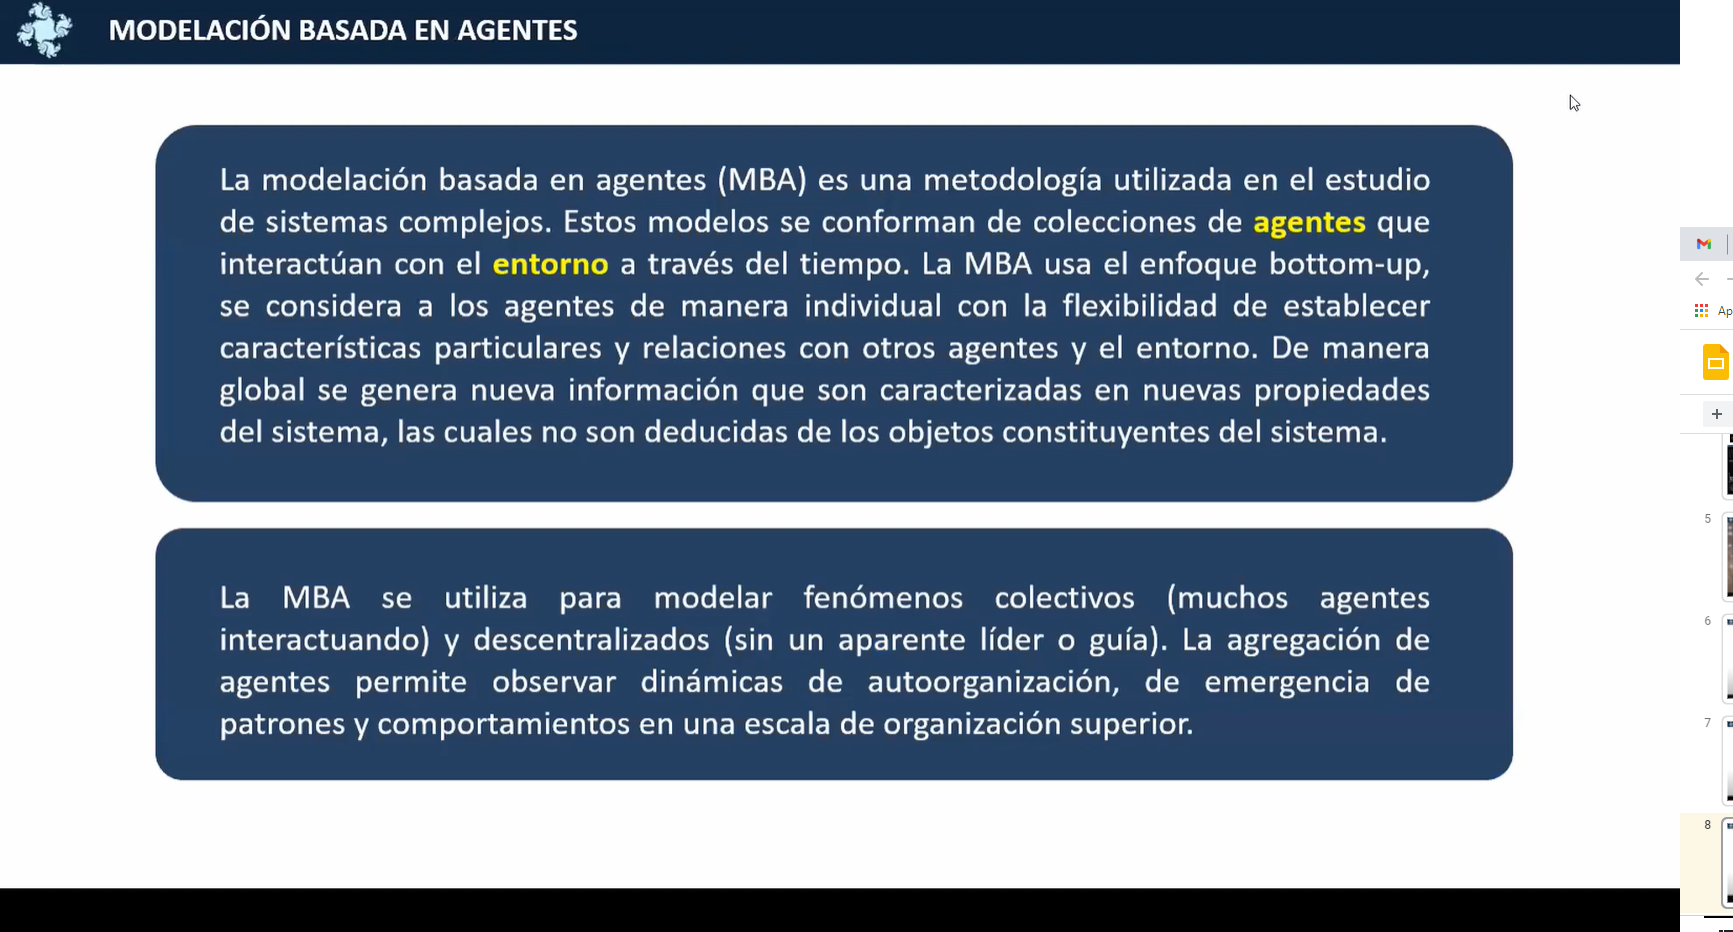 MODELACIÓN BASADA EN AGENTES
La modelación basada en agentes (MBA) es una metodología utilizada en el estudio
de sistemas complejos. Estos modelos se conforman de colecciones de agentes que
interactúan con el entorno a través del tiempo. La MBA usa el enfoque bottom-up,
se considera a los agentes de manera individual con la flexibilidad de establecer
características particulares y relaciones con otros agentes y el entorno. De manera
global se genera nueva información que son caracterizadas en nuevas propiedades
del sistema, las cuales no son deducidas de los objetos constituyentes del sistema.
La MBA se utiliza para modelar fenómenos colectivos (muchos agentes
interactuando) y descentralizados (sin un aparente líder o guía). La agregación de
agentes permite observar dinámicas de autoorganización, de emergencia de
patrones y comportamientos en una escala de organización superior.
Ap
5
6
7
8